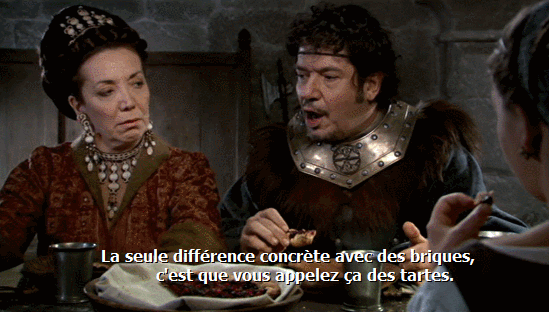 La seule différence concrète avec des briques,
c'est que vous appelez ça des tartes.